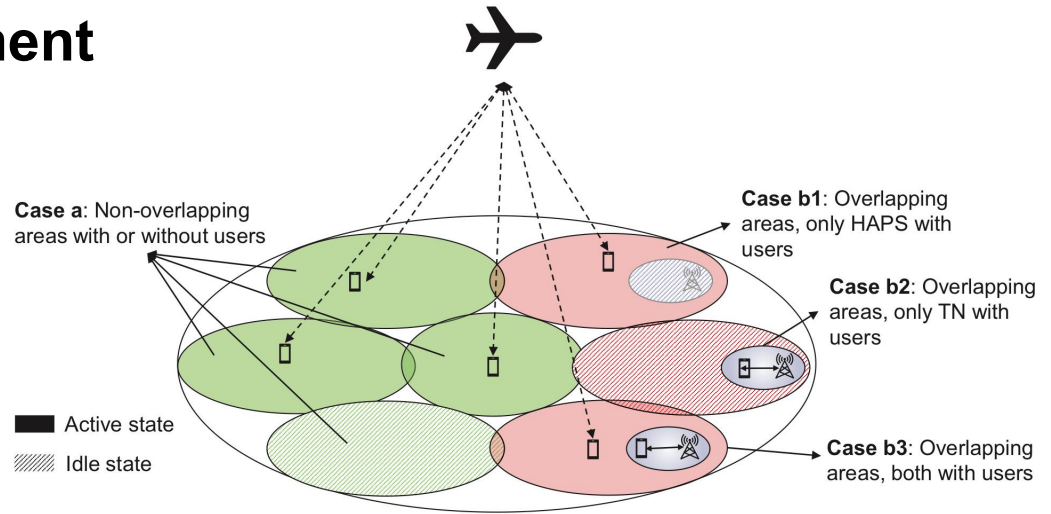 Case a: Non-overlapping
areas with or without users
Case b1: Overlapping
areas, only HAPS with
users
Case b2: Overlapping
areas, only TN with
users
Active state
Idle state
Case b3: Overlapping
areas, both with users